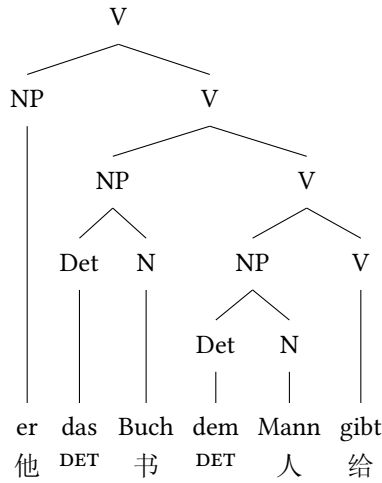 V
NP V
NP V
Det N NP V
Det N
er das Buch dem Mann gibt
他 DET 书 DET 人 给